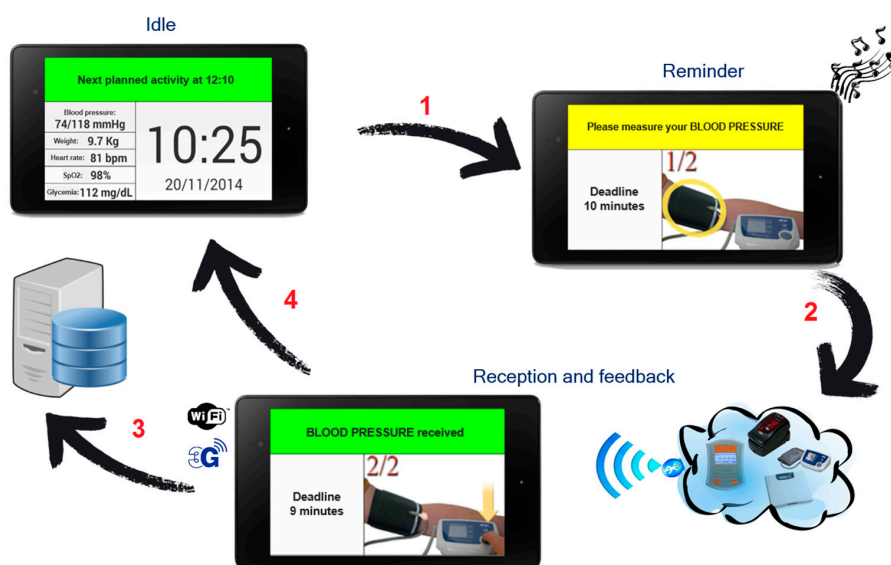 Idle
Next planned activity at 12:10
Blood pressure:
74/118 mmHg
Weight: 9.7 Kg
Heart rate: 81 bpm
SpO2: 98%
Glycemia: 112 mg/dL
10:25
20/11/2014
1
Reminder
Please measure your BLOOD PRESSURE
Deadline
10 minutes
1/2
2
Reception and feedback
BLOOD PRESSURE received
Deadline
9 minutes
2/2
3
WiFi
3G
4